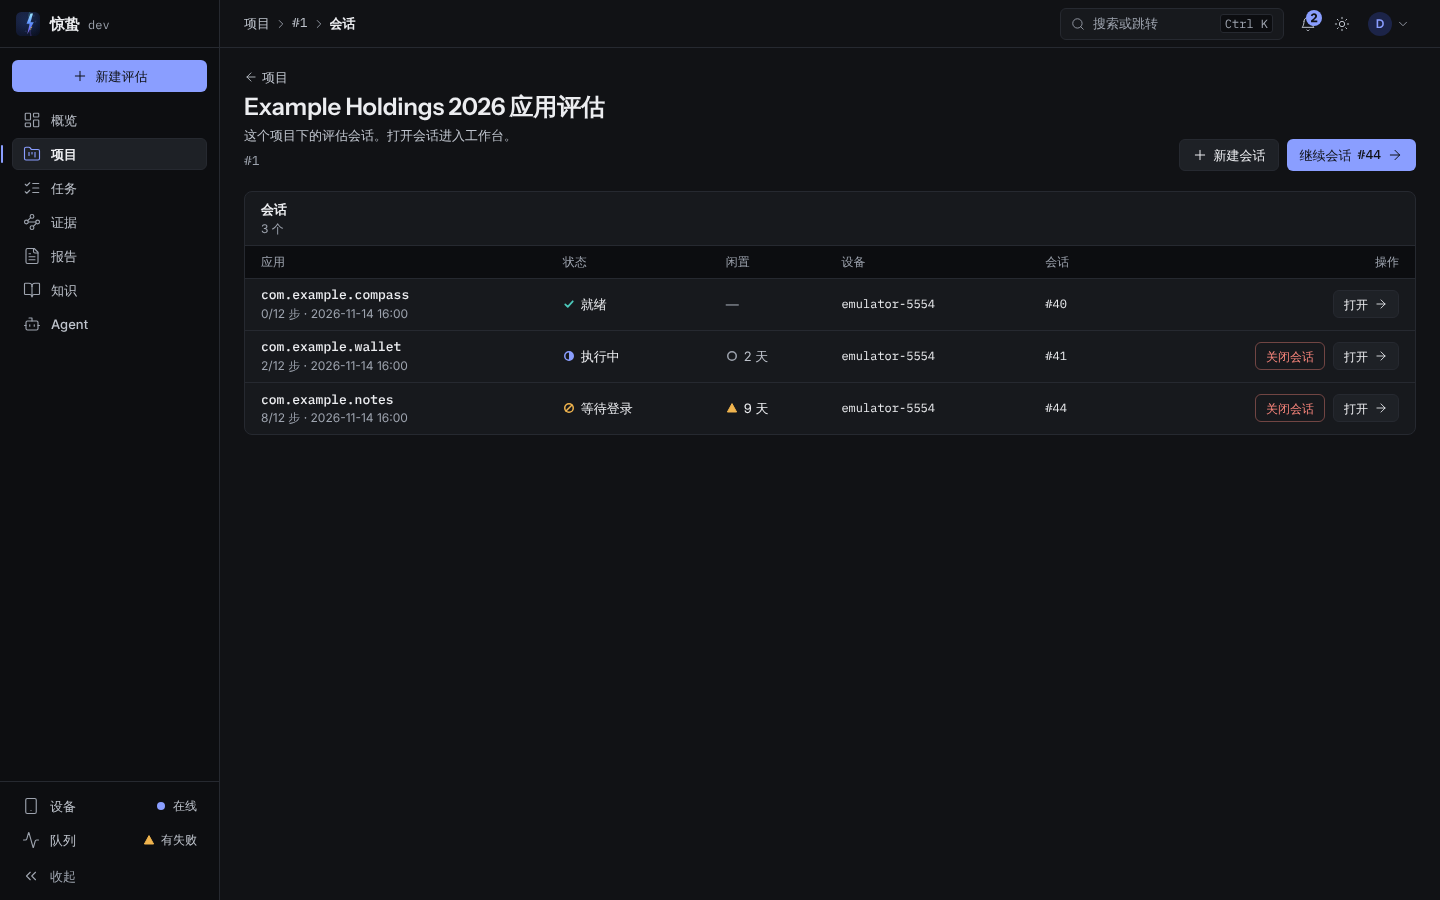 惊蛰 dev
项目 > #1 > 会话
搜索或跳转 Ctrl K
2
D
新建评估
概览
项目
任务
证据
报告
知识
Agent
← 项目
Example Holdings 2026 应用评估
这个项目下的评估会话。打开会话进入工作台。
#1
新建会话
继续会话 #44 →
会话
3 个
应用 状态 闲置 设备 会话 操作
com.example.compass
0/12 步 · 2026-11-14 16:00
就绪 — emulator-5554 #40 打开 →
com.example.wallet
2/12 步 · 2026-11-14 16:00
执行中 2 天 emulator-5554 #41 关闭会话 打开 →
com.example.notes
8/12 步 · 2026-11-14 16:00
等待登录 9 天 emulator-5554 #44 关闭会话 打开 →
设备 在线
队列 有失败
收起